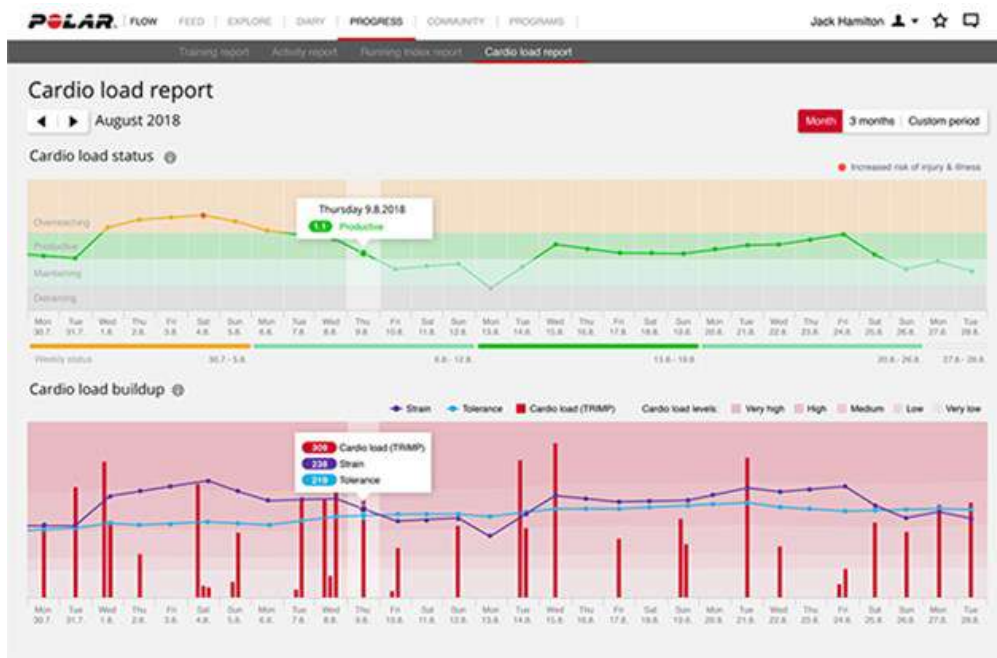 POLAR. FLOW FEED EXPLORE DIARY PROGRESS COMMUNITY PROGRAMS Jack Hamilton
Training report Activity report Running Index report Cardio load report
Cardio load report
August 2018
Month 3 months Custom period
Cardio load status
Increased risk of injury & illness
Thursday 9.8.2018
1.1 Productive
Overreaching
Productive
Maintaining
Detraining
Mon Tue Wed Thu Fri Sat Sun Mon Tue Wed Thu Fri Sat Sun Mon Tue Wed Thu Fri Sat Sun Mon Tue Wed Thu Fri Sat Sun Mon Tue
30.7. 31.7. 1.8. 2.8. 3.8. 4.8. 5.8. 6.8. 7.8. 8.8. 9.8. 10.8. 11.8. 12.8. 13.8. 14.8. 15.8. 16.8. 17.8. 18.8. 19.8. 20.8. 21.8. 22.8. 23.8. 24.8. 25.8. 26.8. 27.8. 28.8.
Weekly status 30.7 - 5.8. 6.8 - 12.8. 13.8 - 19.8 20.8 - 26.8. 27.8 - 28.8.
Cardio load buildup
Strain Tolerance Cardio load (TRIMP) Cardio load levels: Very high High Medium Low Very low
Cardio load (TRIMP)
238 Strain
219 Tolerance
Mon Tue Wed Thu Fri Sat Sun Mon Tue Wed Thu Fri Sat Sun Mon Tue Wed Thu Fri Sat Sun Mon Tue Wed Thu Fri Sat Sun Mon Tue
30.7. 31.7. 1.8. 2.8. 3.8. 4.8. 5.8. 6.8. 7.8. 8.8. 9.8. 10.8. 11.8. 12.8. 13.8. 14.8. 15.8. 16.8. 17.8. 18.8. 19.8. 20.8. 21.8. 22.8. 23.8. 24.8. 25.8. 26.8. 27.8. 28.8.